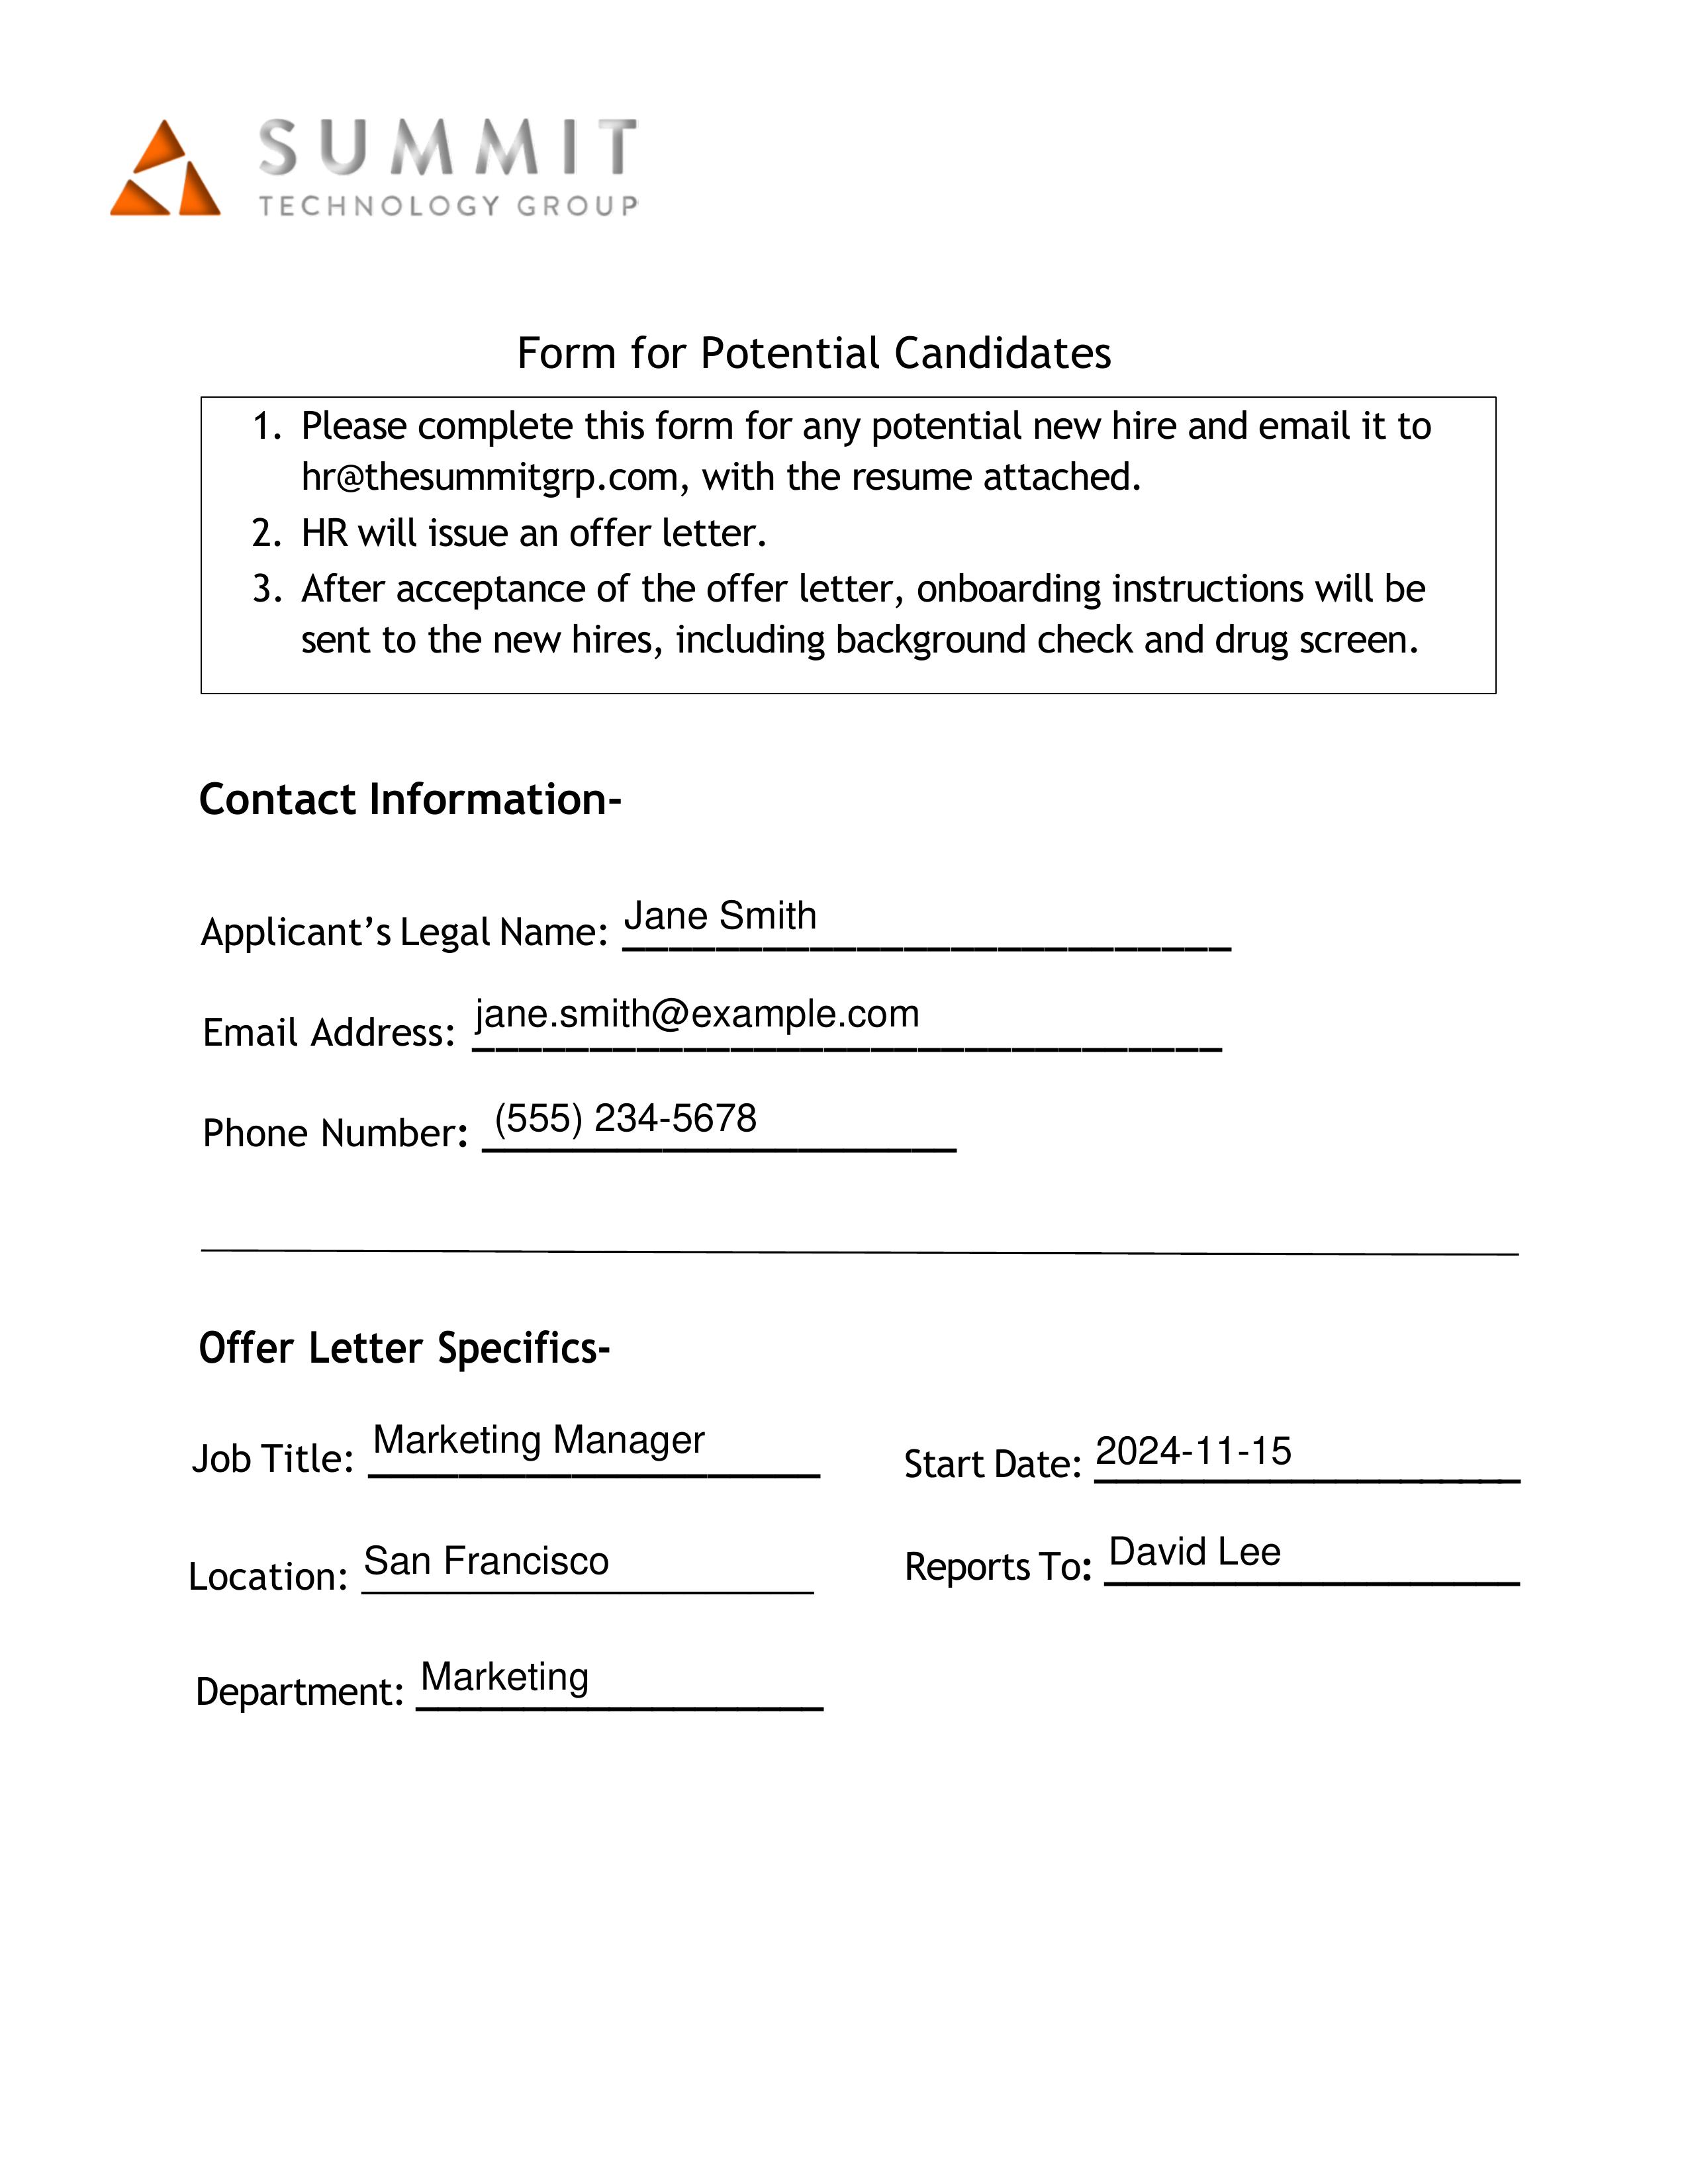 SUMMIT
TECHNOLOGY GROUP
Form for Potential Candidates
1. Please complete this form for any potential new hire and email it to
hr@thesummitgrp.com, with the resume attached.
2. HR will issue an offer letter.
3. After acceptance of the offer letter, onboarding instructions will be
sent to the new hires, including background check and drug screen.
Contact Information-
Applicant’s Legal Name: Jane Smith
Email Address: jane.smith@example.com
Phone Number: (555) 234-5678
Offer Letter Specifics-
Job Title: Marketing Manager Start Date: 2024-11-15
Location: San Francisco Reports To: David Lee
Department: Marketing